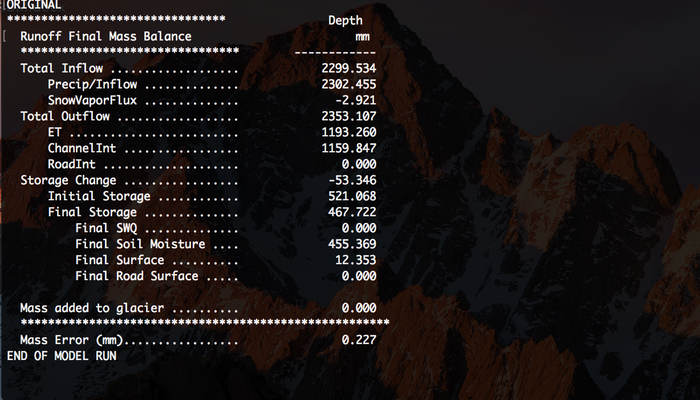 ORIGINAL
*************************** Depth
[ Runoff Final Mass Balance mm
*************************** ------------
Total Inflow ................... 2299.534
Precip/Inflow .............. 2302.455
SnowVaporFlux .............. -2.921
Total Outflow .................. 2353.107
ET ......................... 1193.260
ChannelInt ................. 1159.847
RoadInt .................... 0.000
Storage Change ................. -53.346
Initial Storage ............ 521.068
Final Storage .............. 467.722
Final SWQ .............. 0.000
Final Soil Moisture .... 455.369
Final Surface .......... 12.353
Final Road Surface ..... 0.000
Mass added to glacier .......... 0.000
*****************************************************
Mass Error (mm)................. 0.227
END OF MODEL RUN